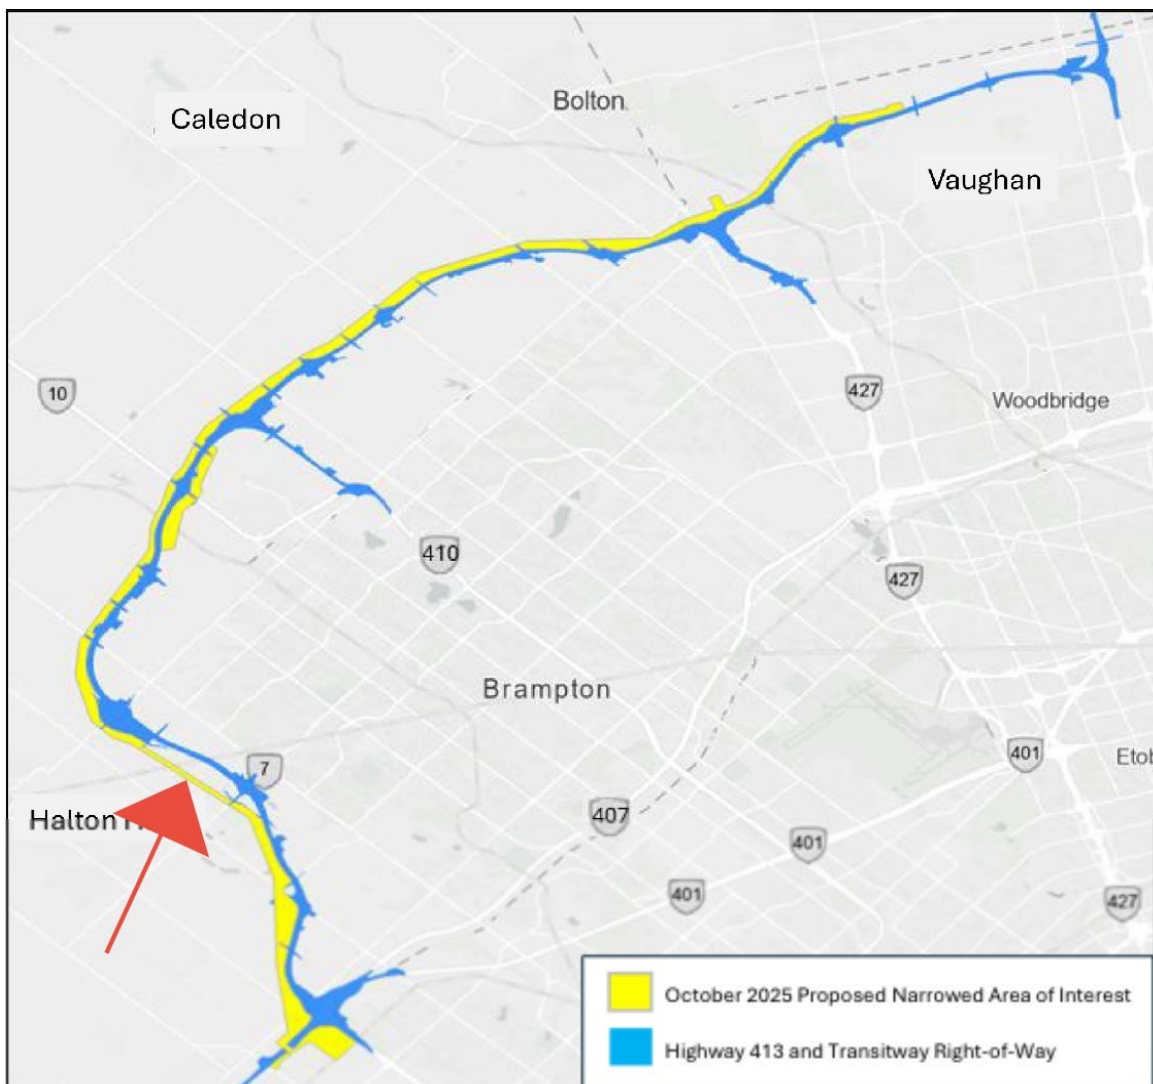 Bolton
Caledon
Vaughan
10
427
Woodbridge
410
427
Brampton
401
7
407
Halton
401
401
427
October 2025 Proposed Narrowed Area of Interest
Highway 413 and Transitway Right-of-Way